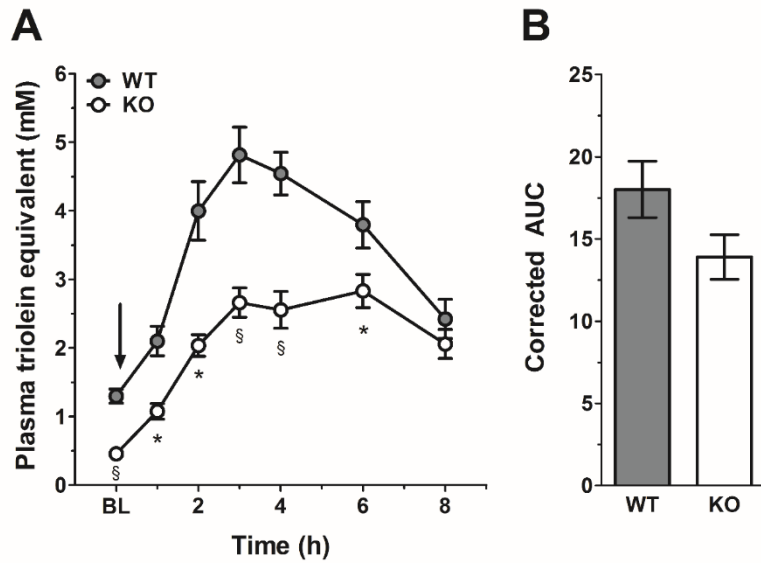 A
Plasma triolein equivalent (mM)
6
5
4
3
2
1
0
WT
KO
§
*
*
§
§
*
BL
2
4
6
8
Time (h)
B
Corrected AUC
25
20
15
10
5
0
WT
KO